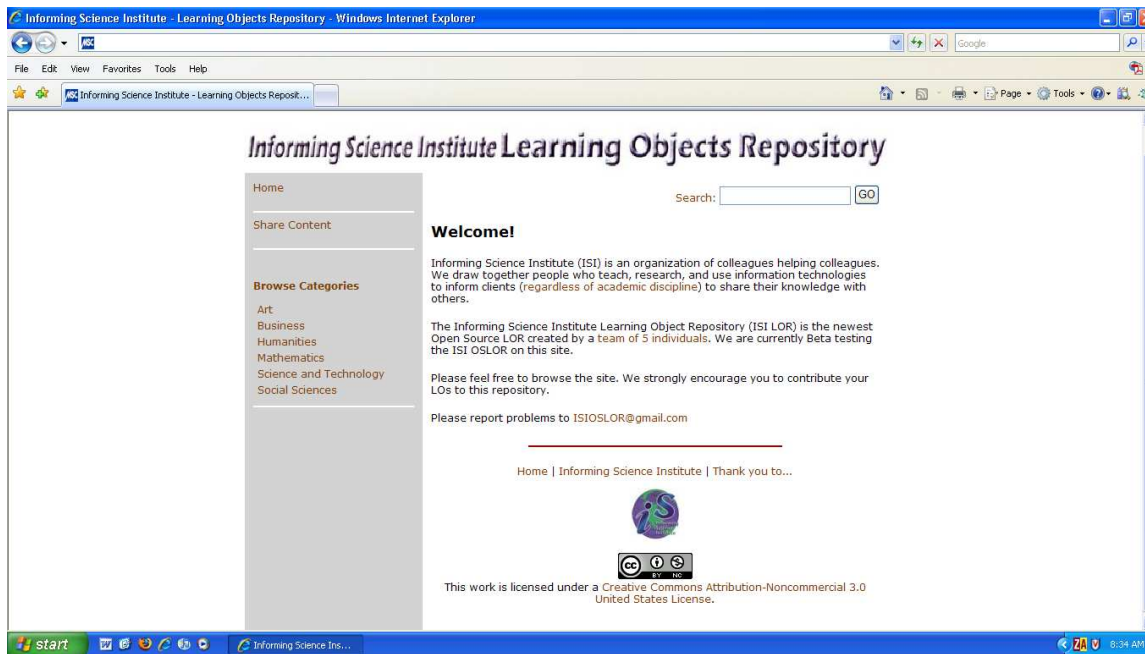 Informing Science Institute - Learning Objects Repository - Windows Internet Explorer
Google
File Edit View Favorites Tools Help
Informing Science Institute - Learning Objects Reposit...
Page Tools
Informing Science Institute Learning Objects Repository
Home
Search: GO
Share Content
Welcome!
Informing Science Institute (ISI) is an organization of colleagues helping colleagues.
We draw together people who teach, research, and use information technologies
to inform clients (regardless of academic discipline) to share their knowledge with
others.
Browse Categories
Art
Business
Humanities
Mathematics
Science and Technology
Social Sciences
The Informing Science Institute Learning Object Repository (ISI LOR) is the newest
Open Source LOR created by a team of 5 individuals. We are currently Beta testing
the ISI OSLOR on this site.
Please feel free to browse the site. We strongly encourage you to contribute your
LOs to this repository.
Please report problems to ISIOSLOR@gmail.com
Home | Informing Science Institute | Thank you to...
iS
cc
BY NC
This work is licensed under a Creative Commons Attribution-Noncommercial 3.0
United States License.
start
Informing Science Ins...
8:34 AM